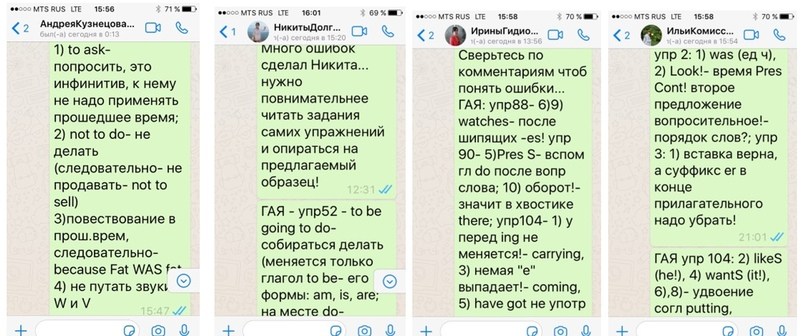 ●●○○○ MTS RUS LTE 15:56 71 %
2 АндреяКузнецова...
был(-а) сегодня в 0:13
1) to ask-
попросить, это
инфинитив, к нему
не надо применять
прошедшее время;
2) not to do- не
делать
(следовательно- не
продавать- not to
sell)
3)повествование в
прош.врем,
следовательно-
because Fat WAS fat
4) не путать звуки
W и V
15:47
●●○○○ MTS RUS LTE 16:01 69 %
1 НикитыДолг...
сегодня в 15:20
Много ошибок
сделал Никита...
нужно
повнимательнее
читать задания
самих упражнений
и опираться на
предлагаемый
образец!
12:31
ГАЯ - упр52 - to be
going to do-
собираться делать
(меняется только
глагол to be- его
формы: am, is, are;
на месте do-
●●○○○ MTS RUS LTE 15:58 70 %
2 ИриныГидио...
сегодня в 13:56
Сверьтесь по
комментариям чтоб
понять ошибки...
ГАЯ: упр88- 6)9)
watches- после
шипящих -es! упр
90- 5)Pres S- вспом
гл do после вопр
слова; 10) оборот!-
значит в хвостике
there; упр104- 1) у
перед ing не
меняется!- carrying,
3) немая "е"
выпадает!- coming,
5) have got не употр
●●○○○ MTS RUS LTE 15:58 70 %
2 ИльиКомисс...
сегодня в 15:54
упр 2: 1) was (ед ч),
2) Look!- время Pres
Cont! второе
предложение
вопросительное!-
порядок слов?; упр
3: 1) вставка верна,
а суффикс er в
конце
прилагательного
надо убрать!
21:01
ГАЯ упр 104: 2) likeS
(he!), 4) wantS (it!),
6),8)- удвоение
согл putting,